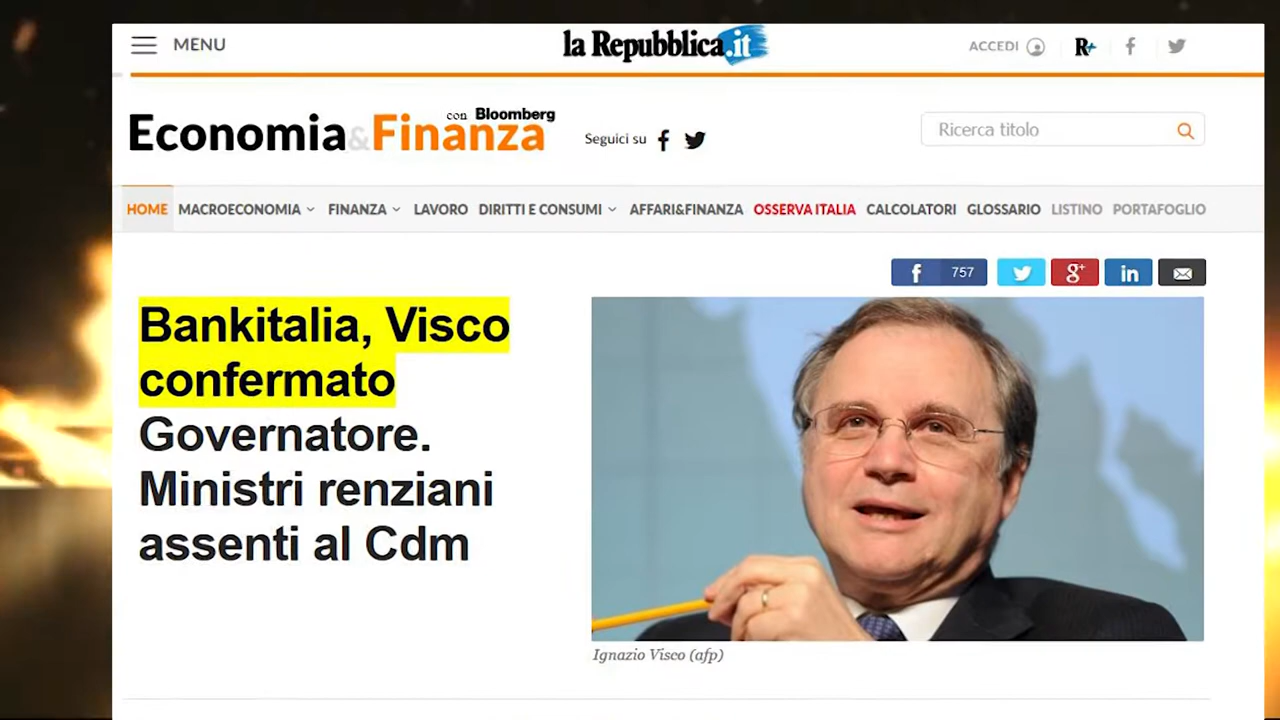 MENU
la Repubblica.it
ACCEDI
R+
Economia&Finanza
con Bloomberg
Seguici su
Ricerca titolo
HOME MACROECONOMIA FINANZA LAVORO DIRITTI E CONSUMI AFFARI&FINANZA OSSERVA ITALIA CALCOLATORI GLOSSARIO LISTINO PORTAFOGLIO
757
g+
in
Bankitalia, Visco
confermato
Governatore.
Ministri renziani
assenti al Cdm
Ignazio Visco (afp)